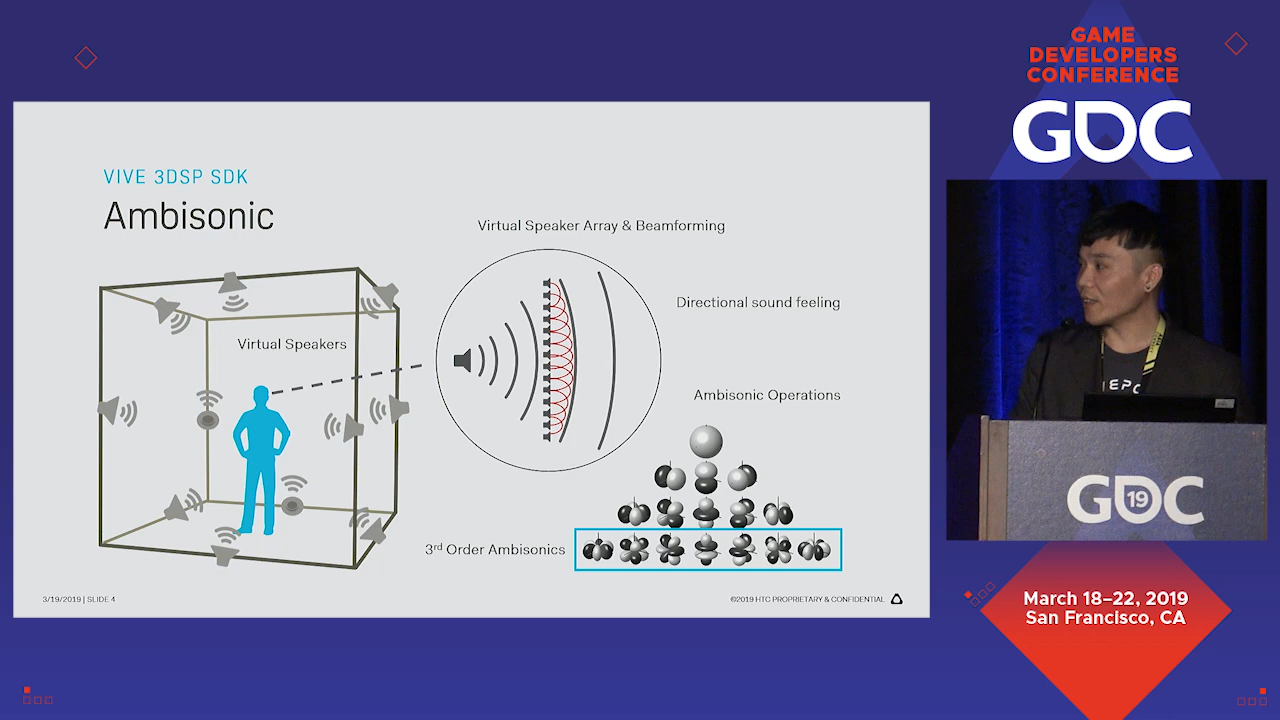 GAME
DEVELOPERS
CONFERENCE
GDC
VIVE 3DSP SDK
Ambisonic
Virtual Speaker Array & Beamforming
Directional sound feeling
Virtual Speakers
Ambisonic Operations
3rd Order Ambisonics
3/19/2019 | SLIDE 4
©2019 HTC PROPRIETARY & CONFIDENTIAL
GDC
19
March 18–22, 2019
San Francisco, CA